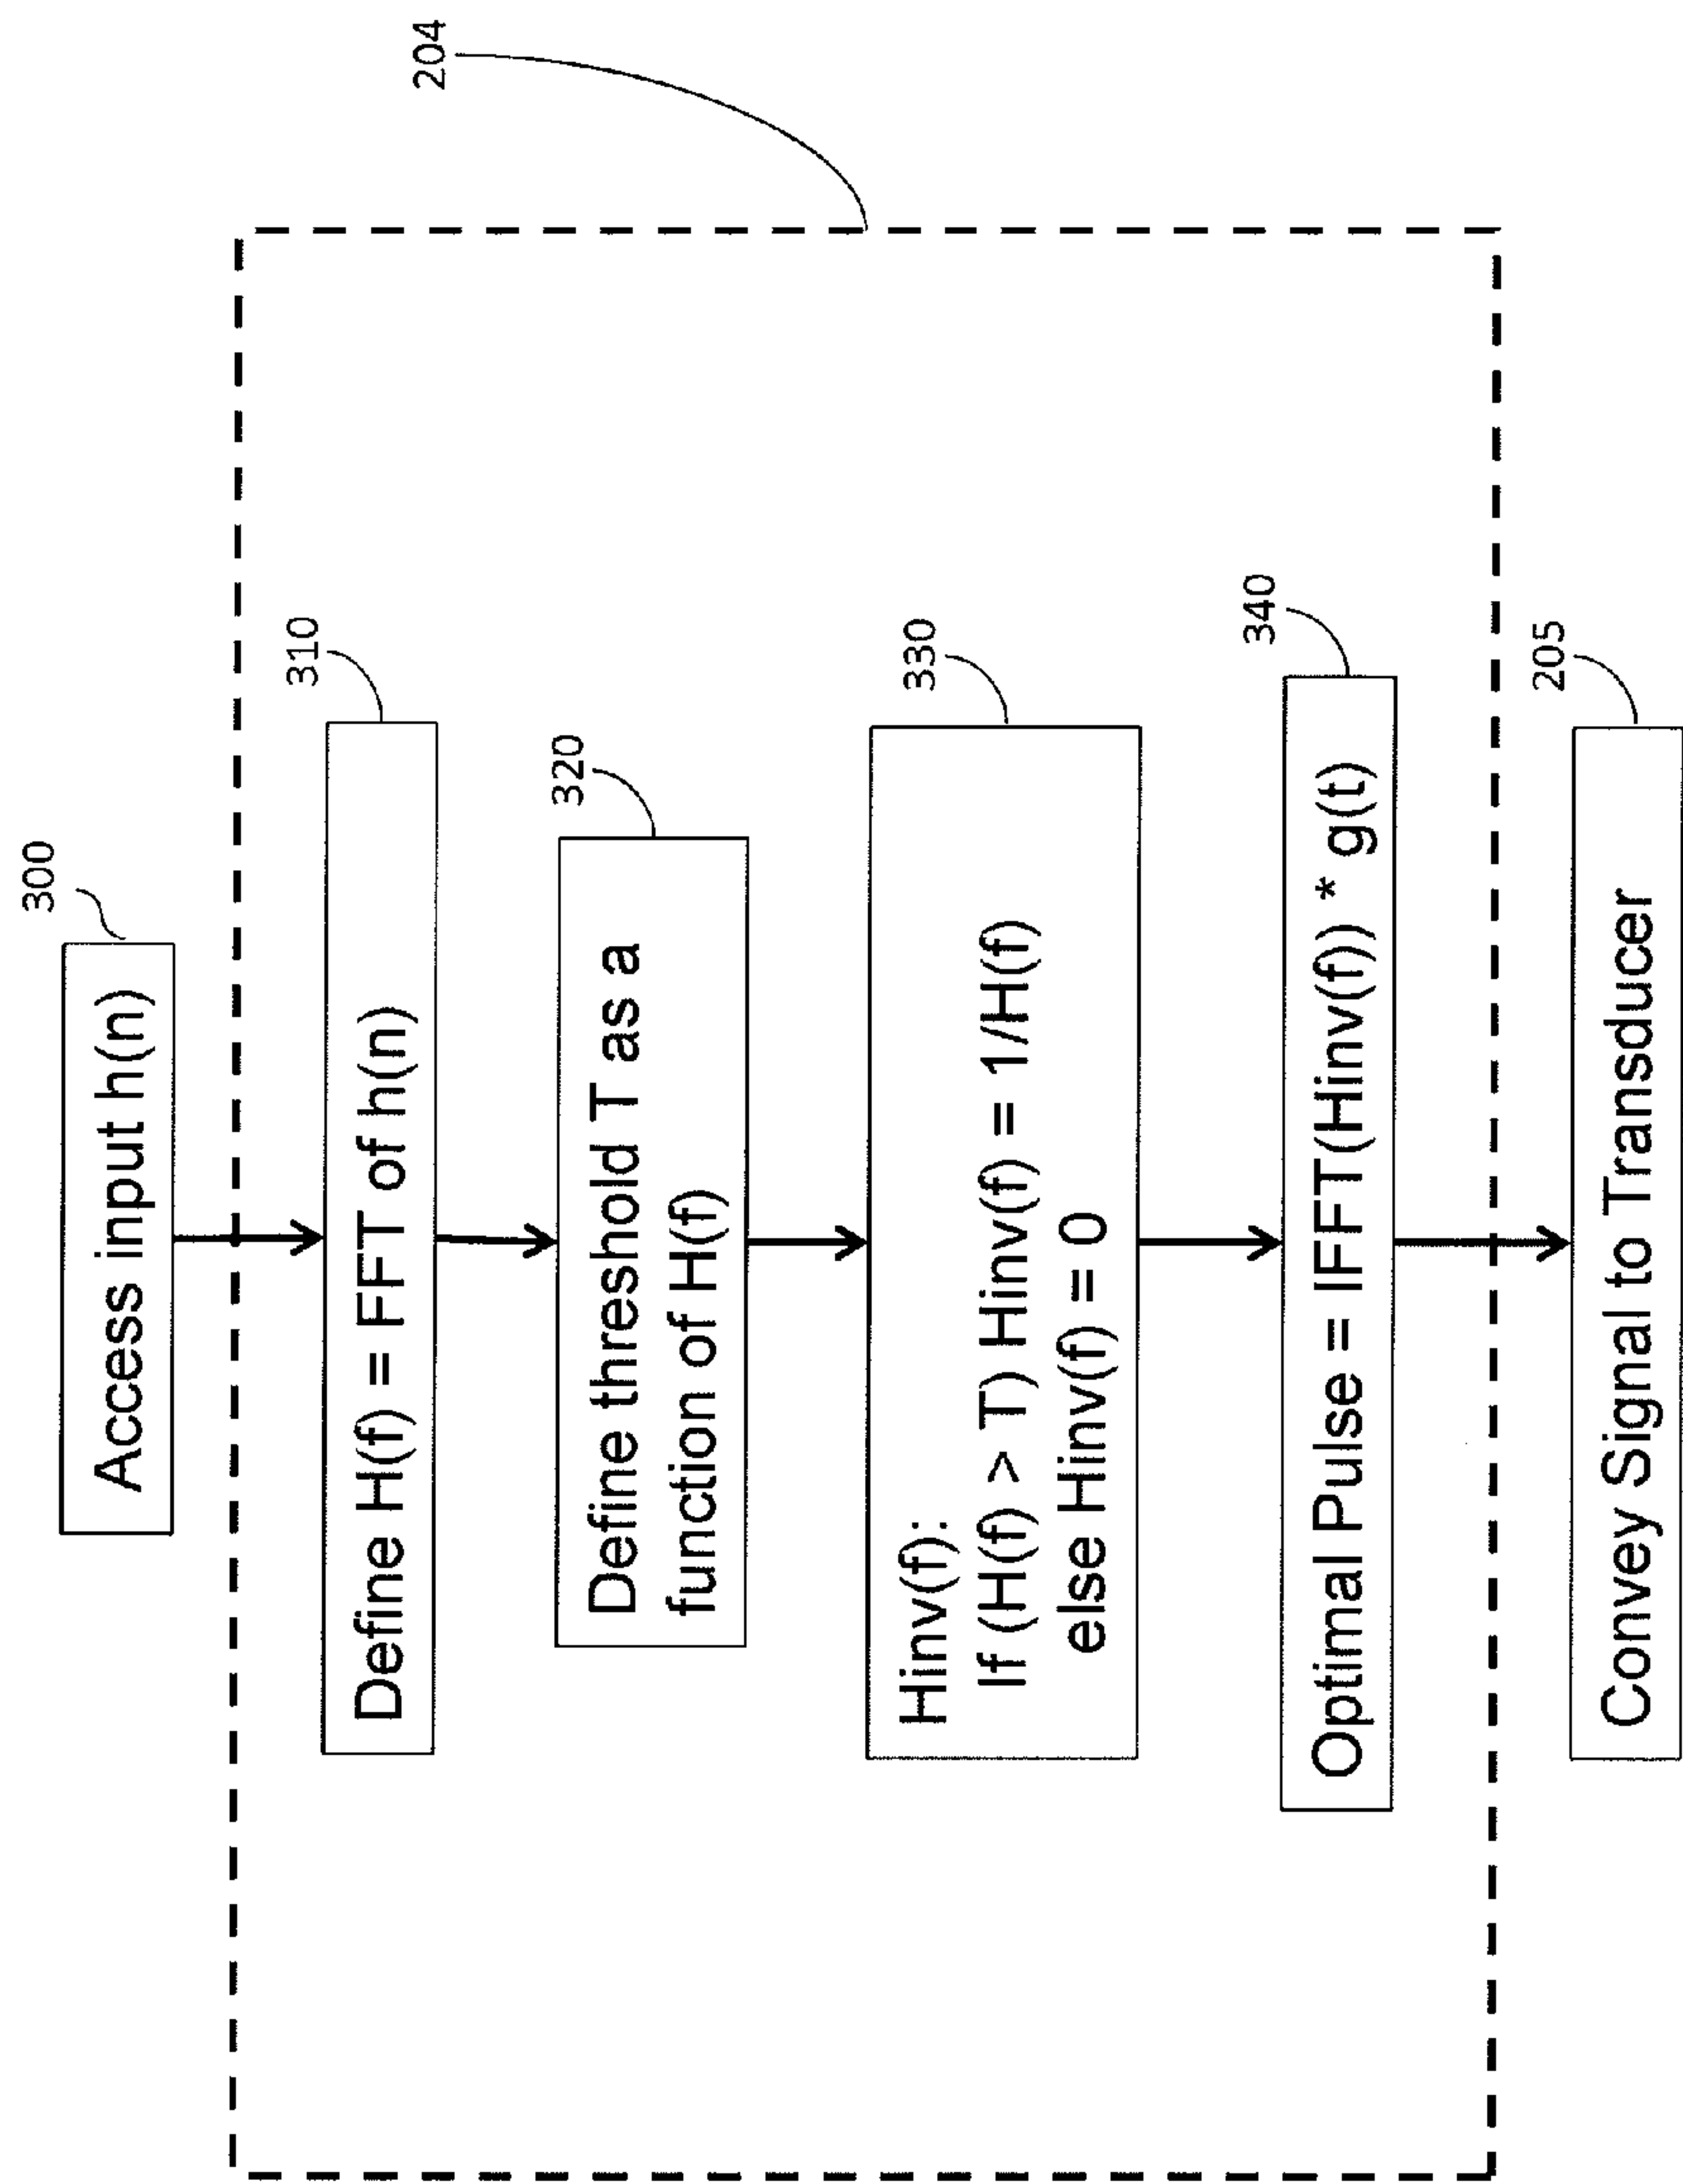 300
Access input h(n)
204
310
Define H(f) = FFT of h(n)
320
Define threshold T as a
function of H(f)
330
Hinv(f):
If (H(f) > T) Hinv(f) = 1/H(f)
else Hinv(f) = 0
340
Optimal Pulse = IFFT(Hinv(f)) * g(t)
205
Convey Signal to Transducer